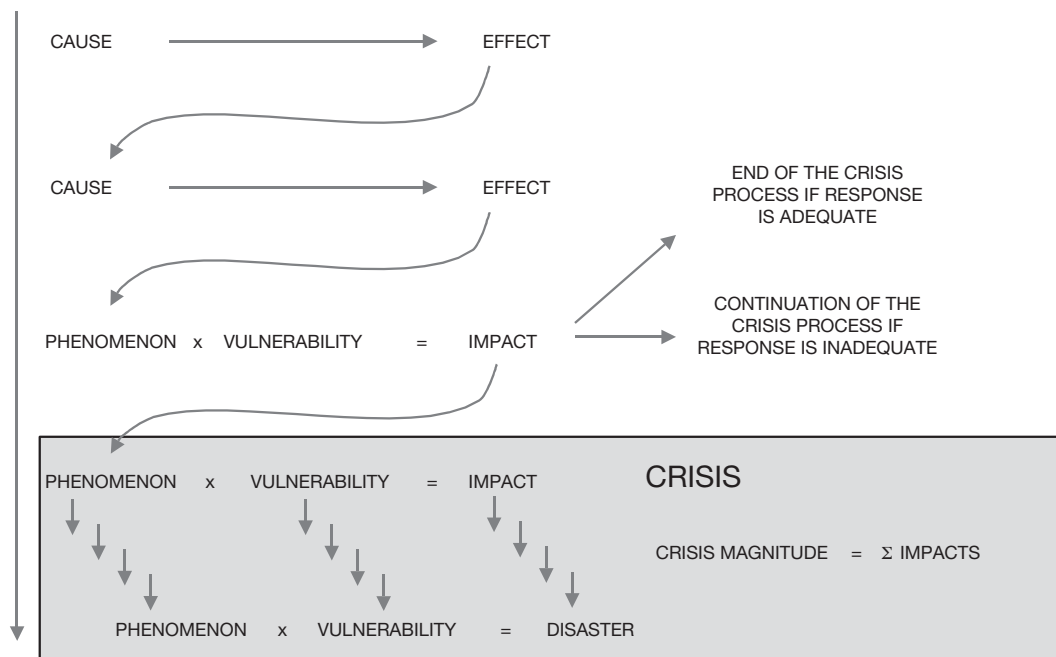 CAUSE EFFECT
CAUSE EFFECT
END OF THE CRISIS
PROCESS IF RESPONSE
IS ADEQUATE
PHENOMENON x VULNERABILITY = IMPACT
CONTINUATION OF THE
CRISIS PROCESS IF
RESPONSE IS INADEQUATE
PHENOMENON x VULNERABILITY = IMPACT
CRISIS
CRISIS MAGNITUDE = Σ IMPACTS
PHENOMENON x VULNERABILITY = DISASTER